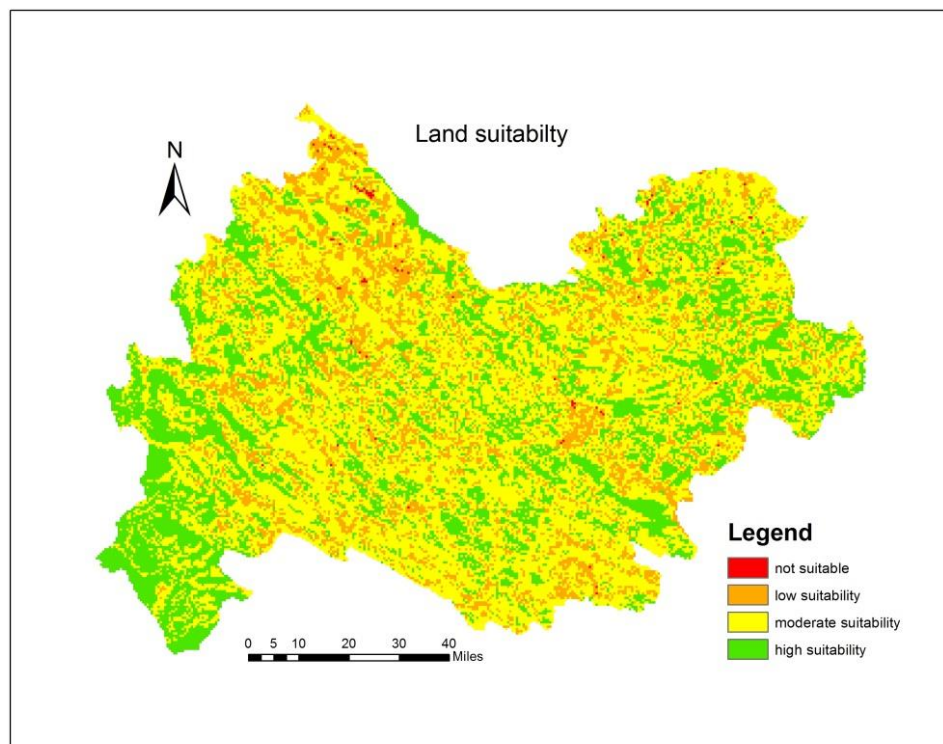 Land suitabilty
N
Legend
not suitable
low suitability
moderate suitability
high suitability
0 5 10 20 30 40
Miles